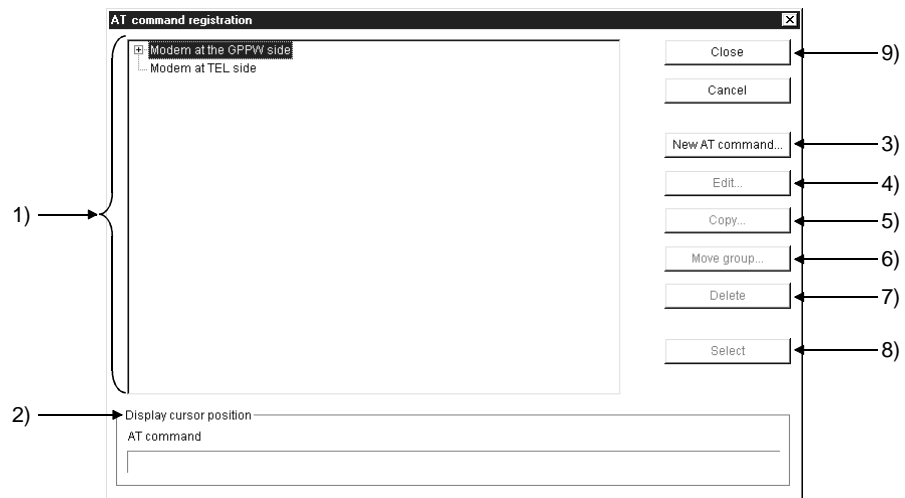 AT command registration
Modem at the GPPW side
Modem at TEL side
Close
9)
Cancel
New AT command...
3)
Edit...
4)
1)
Copy...
5)
Move group...
6)
Delete
7)
Select
8)
2)
Display cursor position
AT command